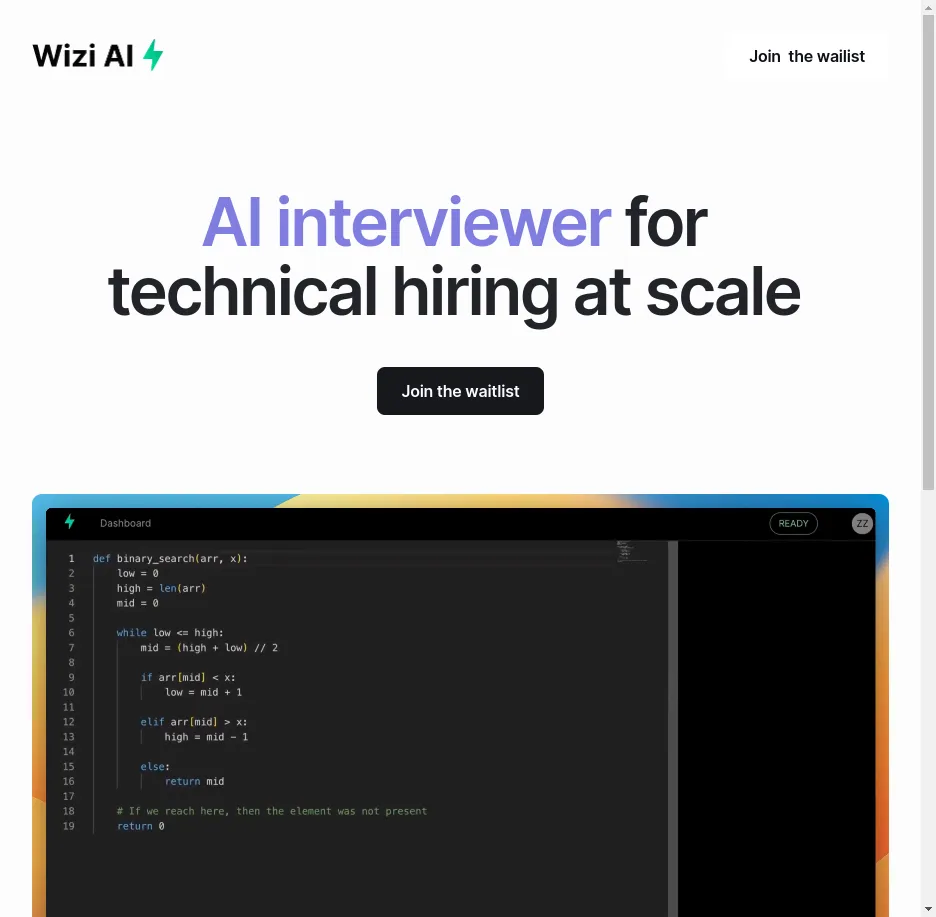 Wizi AI
Join  the wailist
AI interviewer for
technical hiring at scale
Join the waitlist
Dashboard
READY
ZZ
1 def binary_search(arr, x):
2     low = 0
3     high = len(arr)
4     mid = 0
5
6     while low <= high:
7         mid = (high + low) // 2
8
9         if arr[mid] < x:
10             low = mid + 1
11
12         elif arr[mid] > x:
13             high = mid - 1
14
15         else:
16             return mid
17
18     # If we reach here, then the element was not present
19     return 0